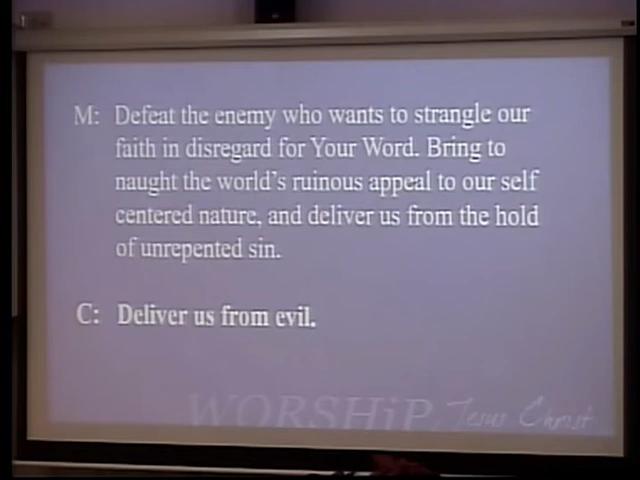 M: Defeat the enemy who wants to strangle our
faith in disregard for Your Word. Bring to
naught the world's ruinous appeal to our self
centered nature, and deliver us from the hold
of unrepented sin.
C: Deliver us from evil.
WORSHiP Jesus Christ